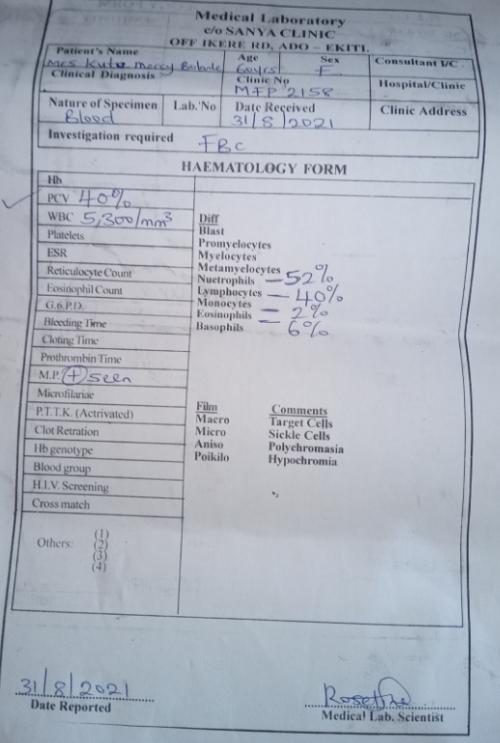 Medical Laboratory
c/o SANYA CLINIC
OFF IKERE RD, ADO – EKITI.
Patient's Name Age Sex Consultant I/C
Mrs Kute Mercy 60yrs F
Clinical Diagnosis Clinic No Hospital/Clinic
MFP 2158
Nature of Specimen Lab.'No Date Received Clinic Address
Blood 31/8/2021
Investigation required FBC
HAEMATOLOGY FORM
Hb
PCV 40%
WBC 5,300/mm³ Diff
Platelets Blast
Promyelocytes
ESR Myelocytes
Reticulocyte Count Metamyelocytes
Nuetrophils – 52%
Eosinophil Count Lymphocytes – 40%
G.6.P.D. Monocytes = 2%
Bleeding Time Eosinophils – 6%
Basophils
Cloting Time
Prothrombin Time
M.P. + seen
Microfilariae
P.T.T.K. (Actrivated) Film Comments
Macro Target Cells
Clot Retration Micro Sickle Cells
Hb genotype Aniso Polychromasia
Poikilo Hypochromia
Blood group
H.I.V. Screening
Cross match
Others: (1)
(2)
(3)
(4)
31/8/2021
Date Reported Medical Lab. Scientist